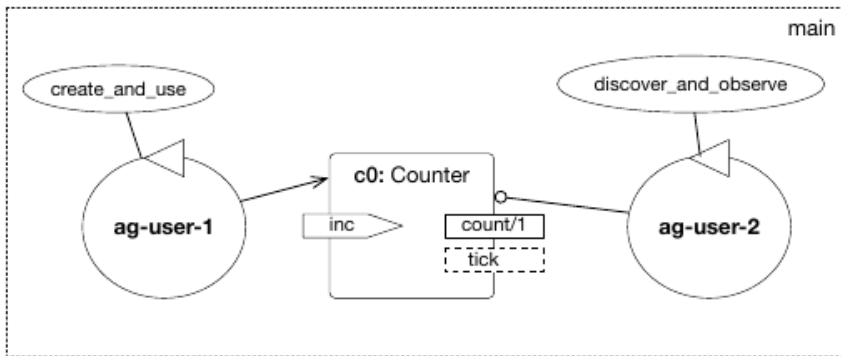 main
create_and_use
discover_and_observe
c0: Counter
ag-user-1
inc
count/1
ag-user-2
tick